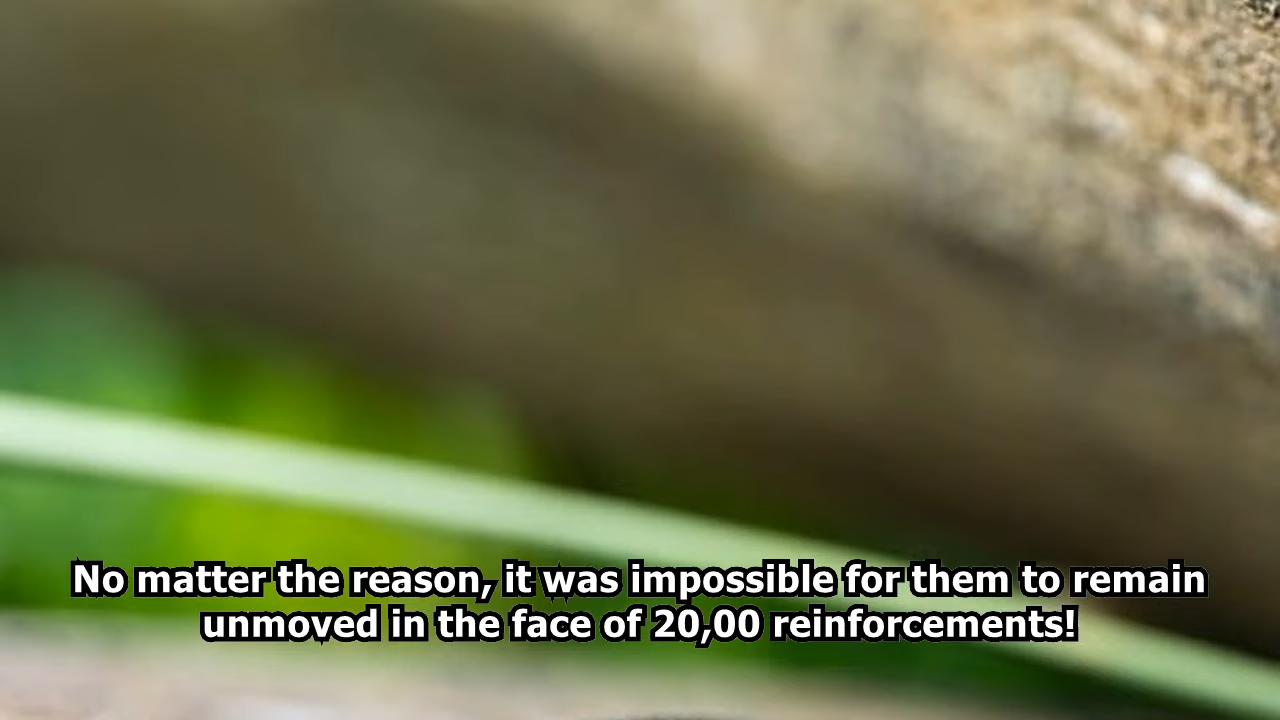 No matter the reason, it was impossible for them to remain
unmoved in the face of 20,00 reinforcements!